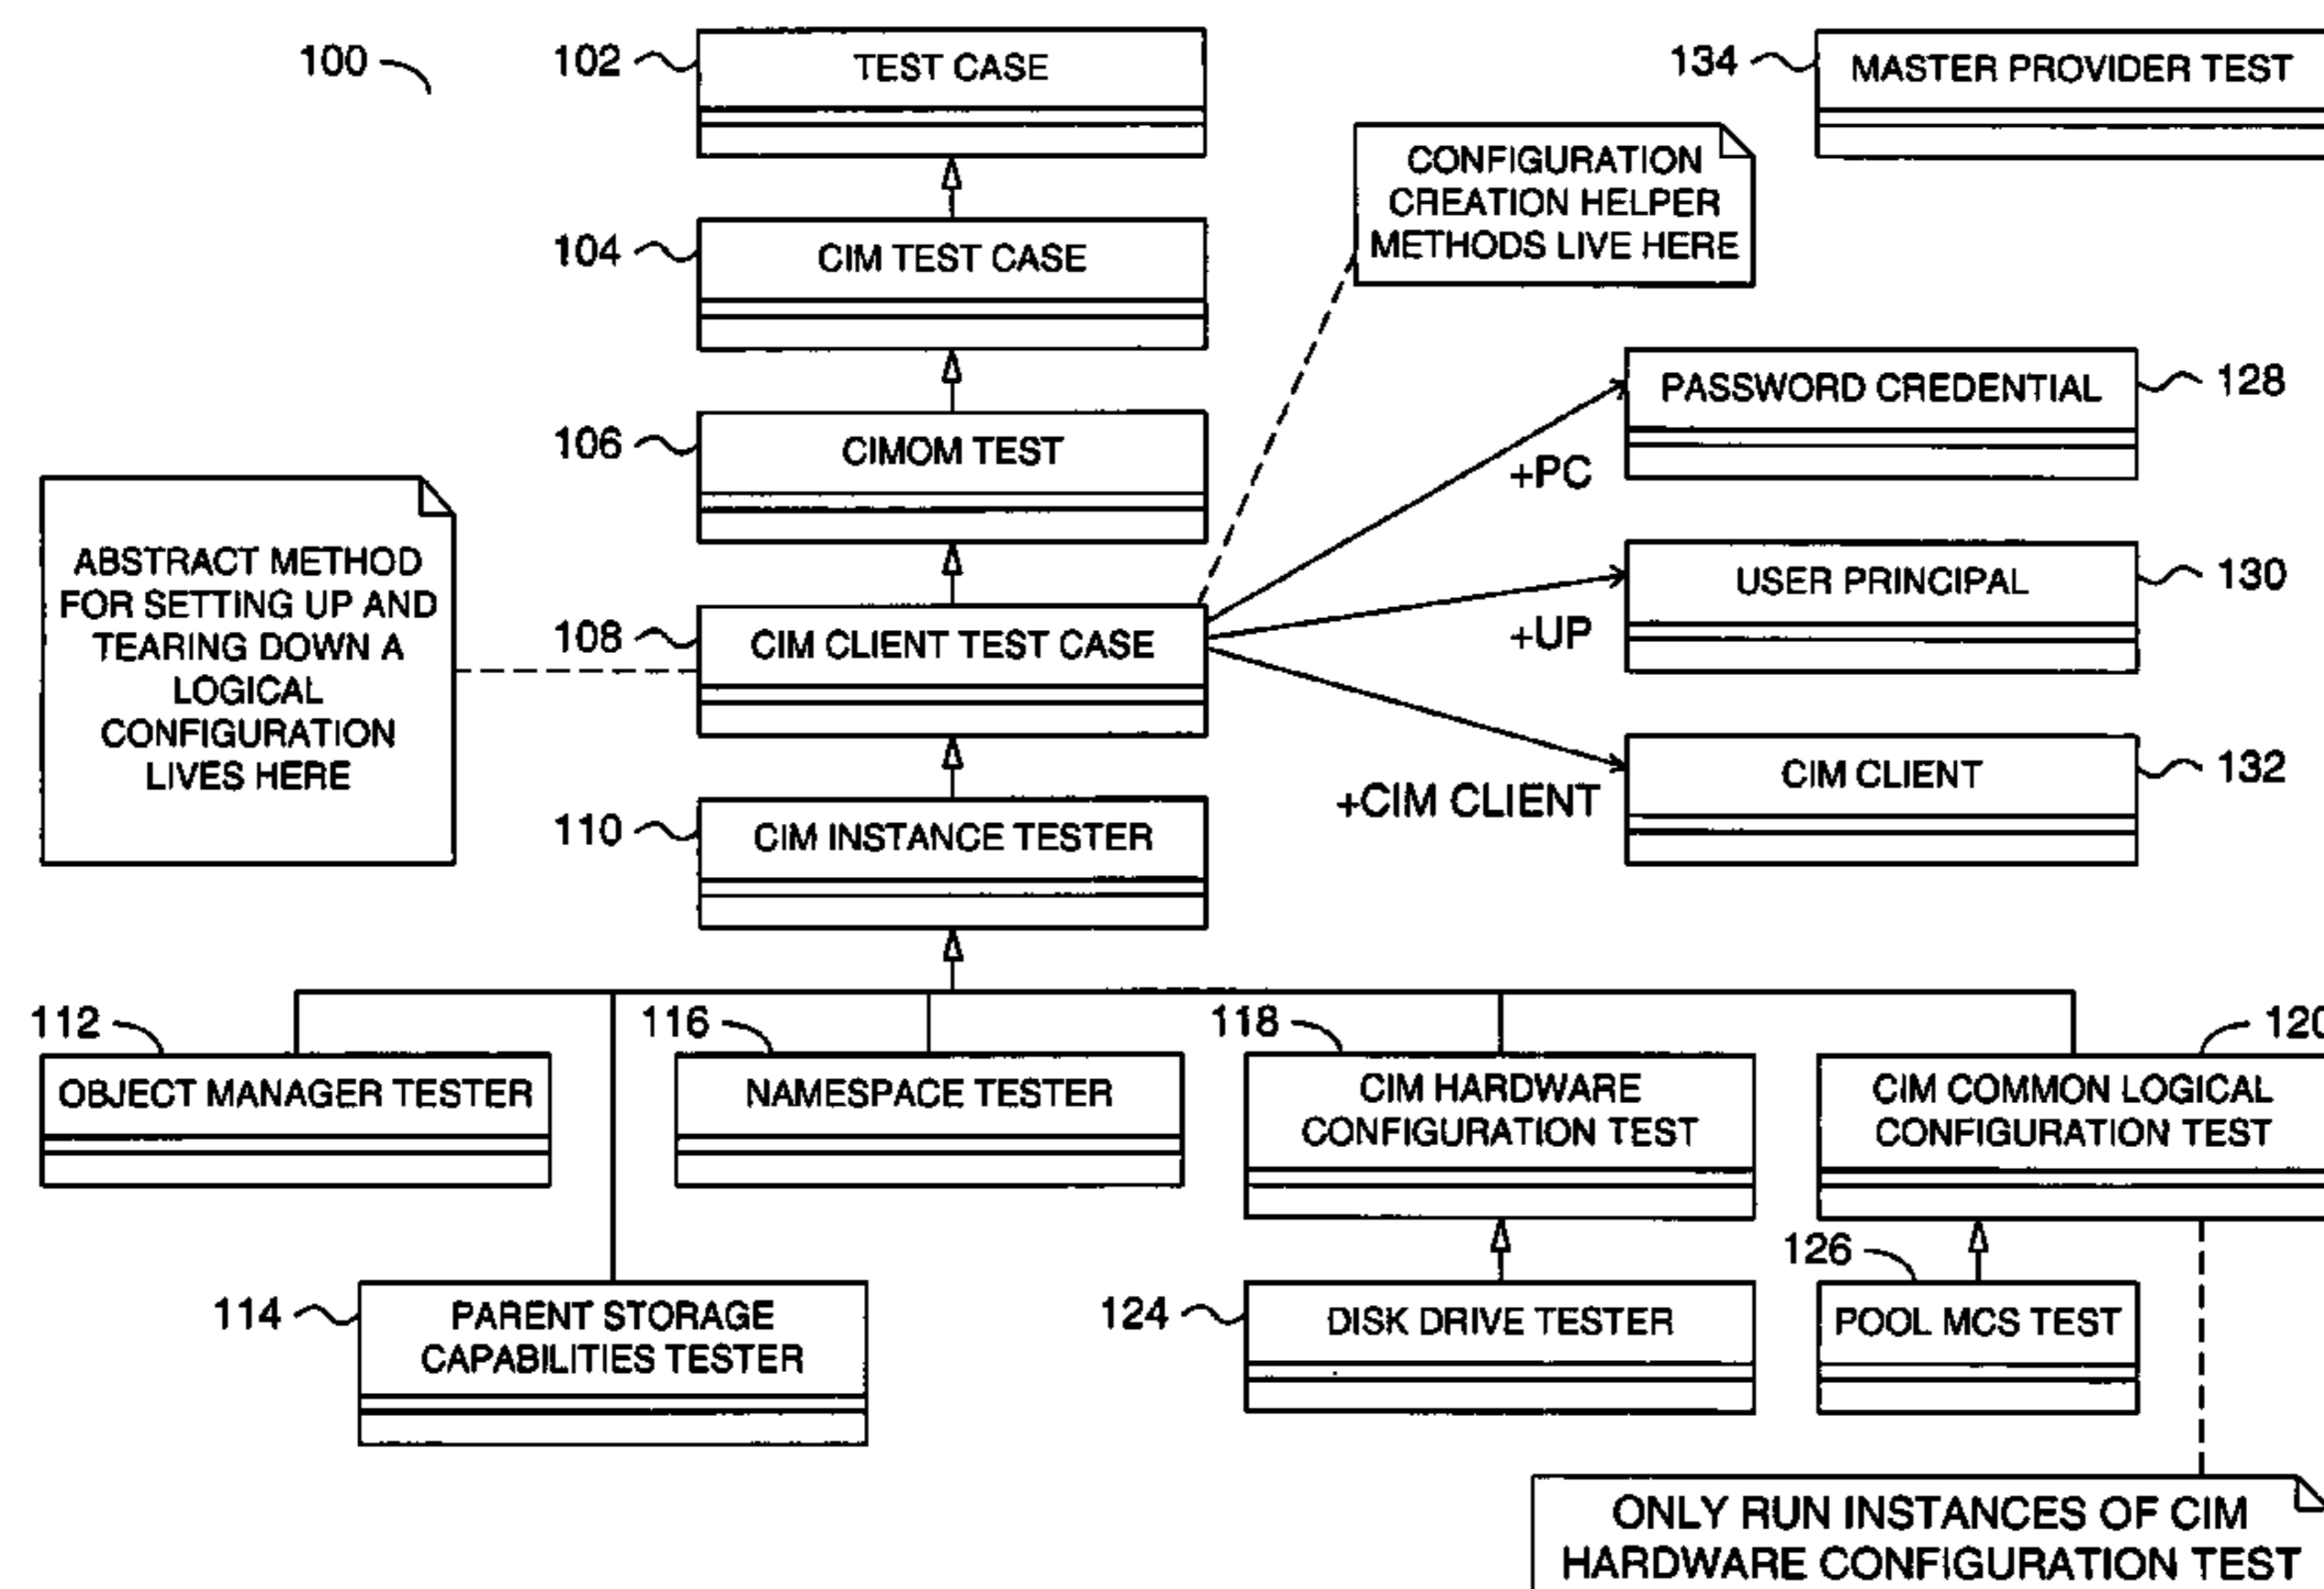 100
102
TEST CASE
134
MASTER PROVIDER TEST
CONFIGURATION
CREATION HELPER
METHODS LIVE HERE
104
CIM TEST CASE
106
CIMOM TEST
PASSWORD CREDENTIAL
128
+PC
ABSTRACT METHOD
FOR SETTING UP AND
TEARING DOWN A
LOGICAL
CONFIGURATION
LIVES HERE
108
CIM CLIENT TEST CASE
USER PRINCIPAL
130
+UP
CIM CLIENT
132
+CIM CLIENT
110
CIM INSTANCE TESTER
112
OBJECT MANAGER TESTER
116
NAMESPACE TESTER
118
CIM HARDWARE
CONFIGURATION TEST
120
CIM COMMON LOGICAL
CONFIGURATION TEST
114
PARENT STORAGE
CAPABILITIES TESTER
124
DISK DRIVE TESTER
126
POOL MCS TEST
ONLY RUN INSTANCES OF CIM
HARDWARE CONFIGURATION TEST